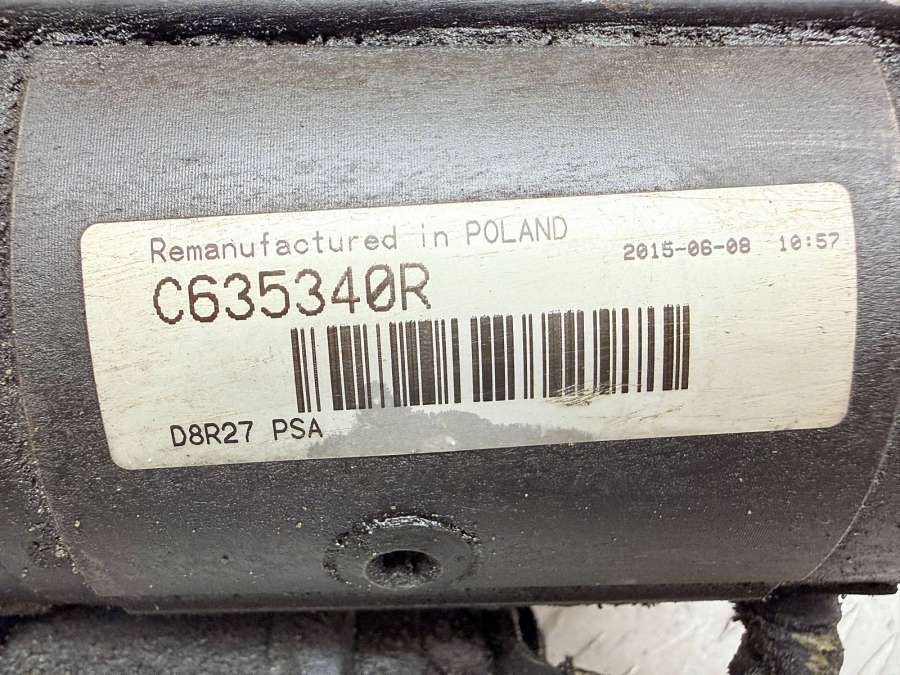 Remanufactured in POLAND 2015-06-08 10:57
C635340R
D8R27 PSA